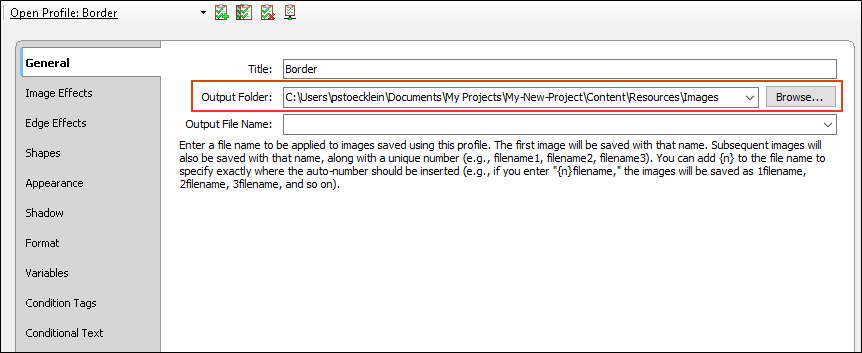 Open Profile: Border
General
Image Effects
Edge Effects
Shapes
Appearance
Shadow
Format
Variables
Condition Tags
Conditional Text
Title: Border
Output Folder: C:\Users\pstoecklein\Documents\My Projects\My-New-Project\Content\Resources\Images Browse...
Output File Name:
Enter a file name to be applied to images saved using this profile. The first image will be saved with that name. Subsequent images will
also be saved with that name, along with a unique number (e.g., filename1, filename2, filename3). You can add {n} to the file name to
specify exactly where the auto-number should be inserted (e.g., if you enter "{n}filename," the images will be saved as 1filename,
2filename, 3filename, and so on).